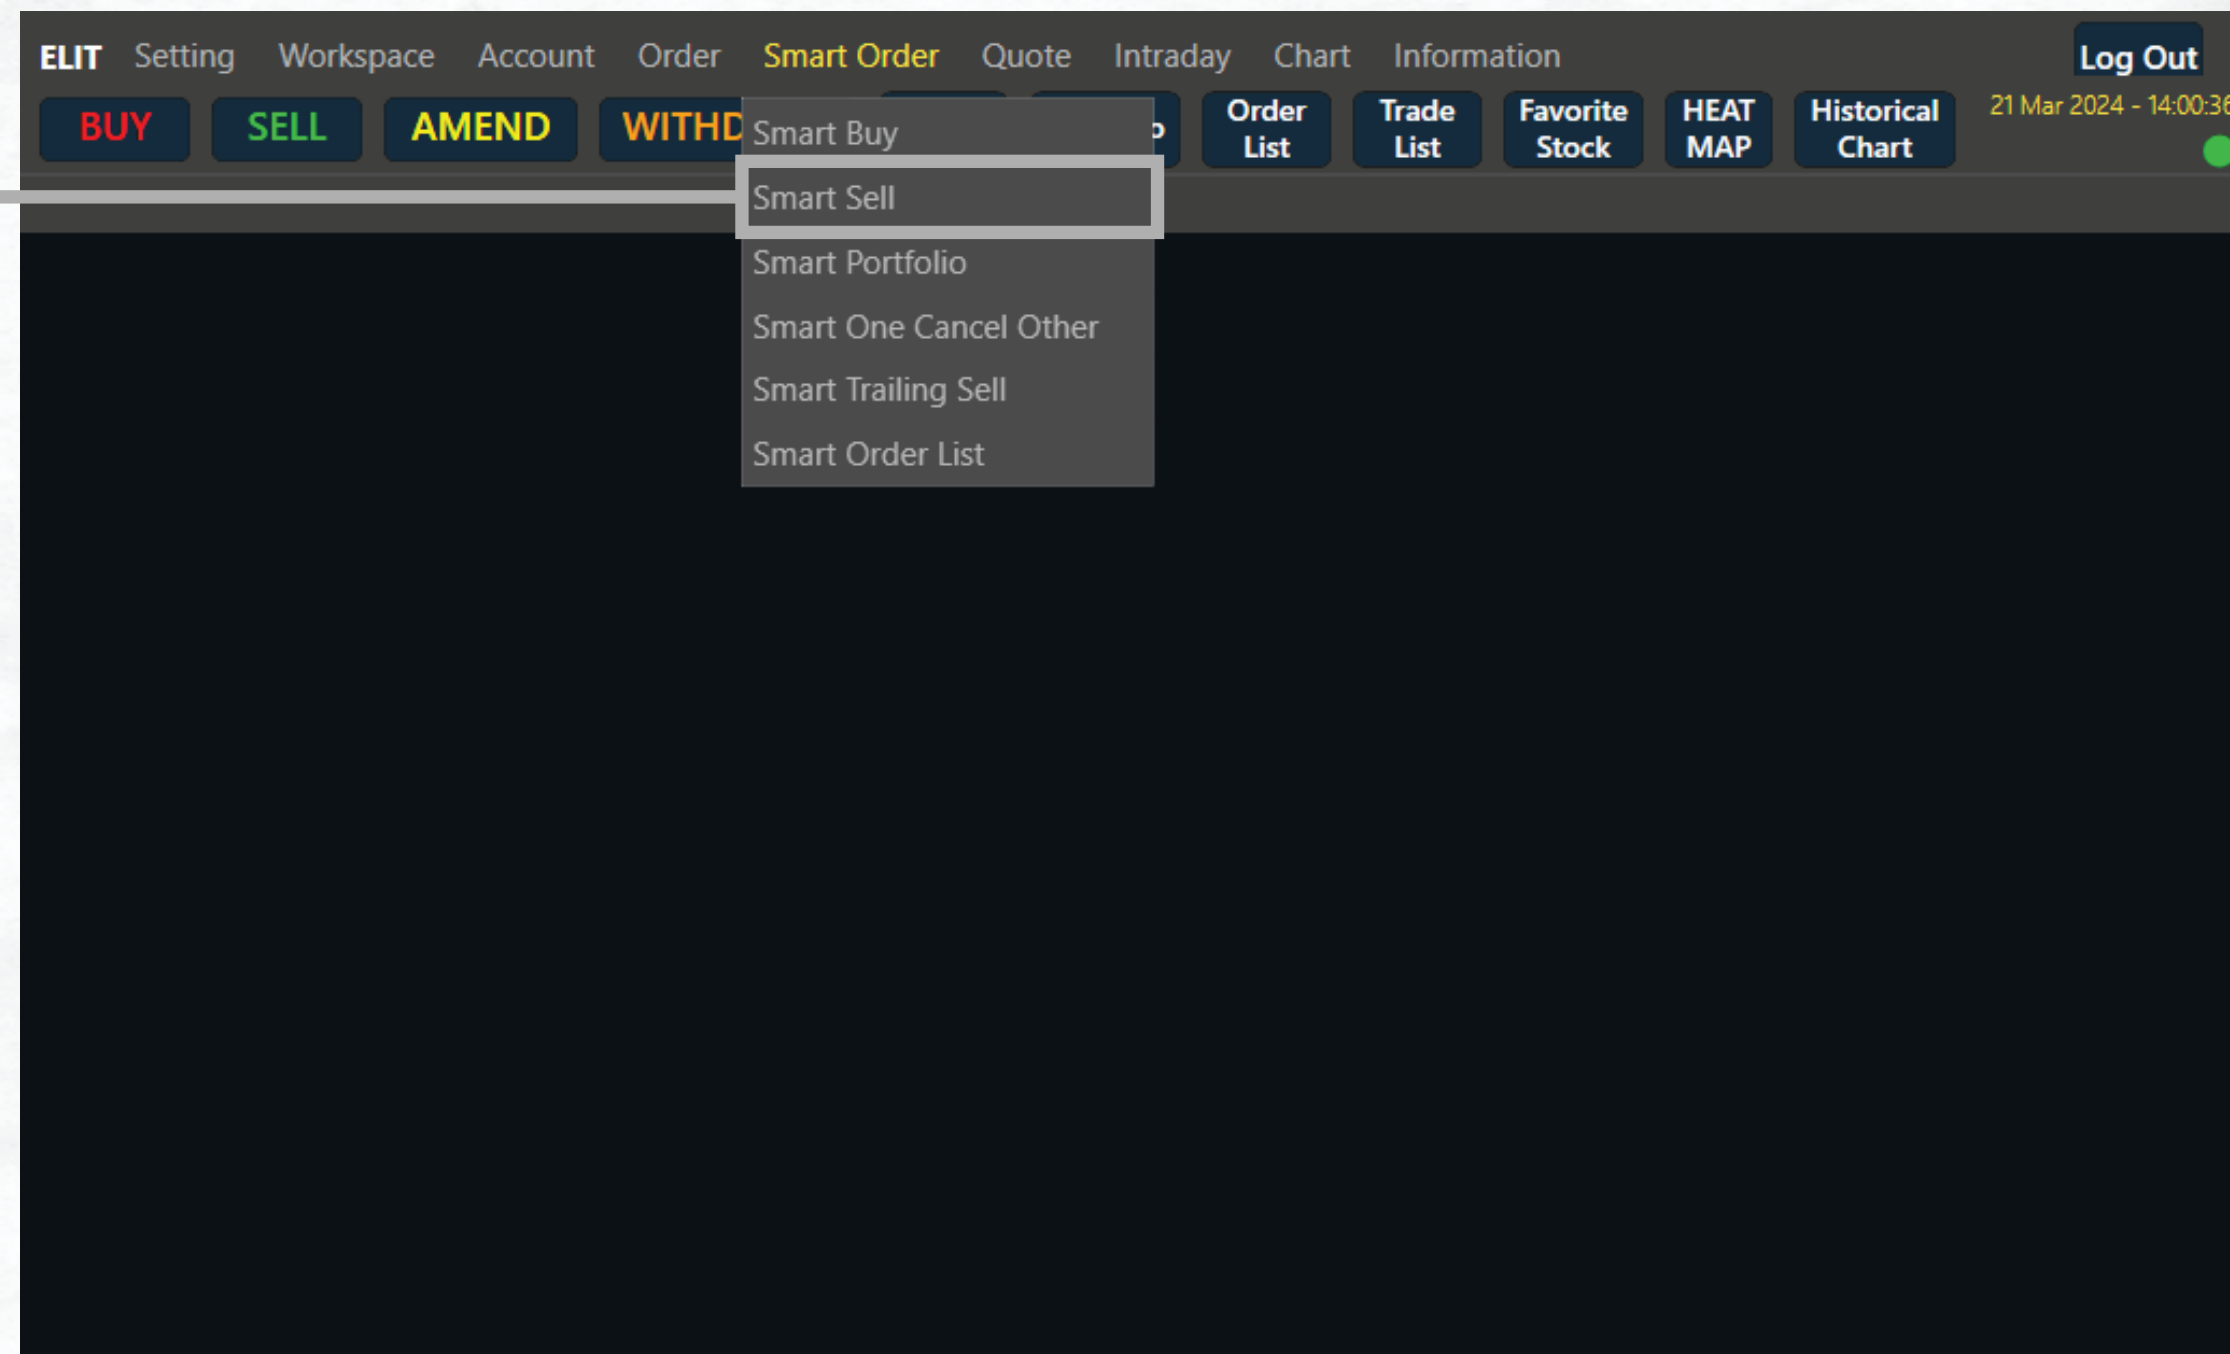 ELIT Setting Workspace Account Order Smart Order Quote Intraday Chart Information Log Out
BUY SELL AMEND Order List Trade List Favorite Stock HEAT MAP Historical Chart 21 Mar 2024 - 14:00:36
Smart Buy
Smart Sell
Smart Portfolio
Smart One Cancel Other
Smart Trailing Sell
Smart Order List